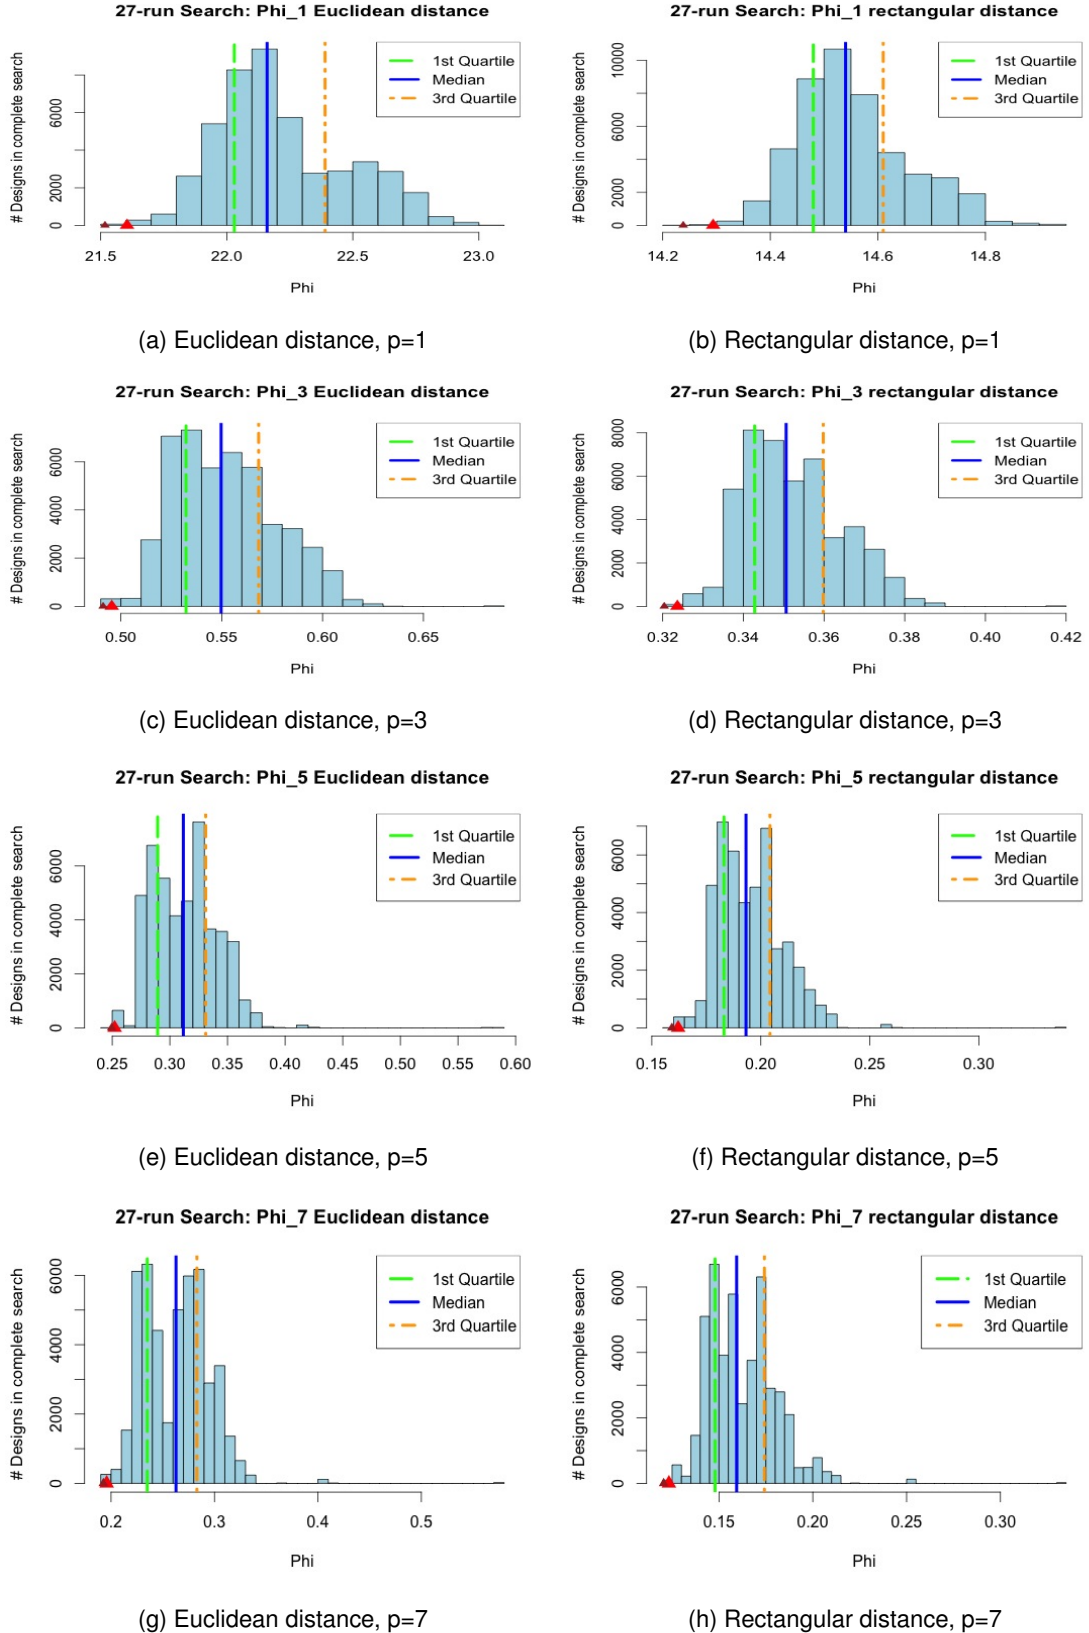 27-run Search: Phi_1 Euclidean distance
# Designs in complete search
0 2000 6000
1st Quartile
Median
3rd Quartile
21.5 22.0 22.5 23.0
Phi
(a) Euclidean distance, p=1
27-run Search: Phi_1 rectangular distance
# Designs in complete search
0 2000 6000 10000
1st Quartile
Median
3rd Quartile
14.2 14.4 14.6 14.8
Phi
(b) Rectangular distance, p=1
27-run Search: Phi_3 Euclidean distance
# Designs in complete search
0 2000 4000 6000
1st Quartile
Median
3rd Quartile
0.50 0.55 0.60 0.65
Phi
(c) Euclidean distance, p=3
27-run Search: Phi_3 rectangular distance
# Designs in complete search
0 2000 4000 6000 8000
1st Quartile
Median
3rd Quartile
0.32 0.34 0.36 0.38 0.40 0.42
Phi
(d) Rectangular distance, p=3
27-run Search: Phi_5 Euclidean distance
# Designs in complete search
0 2000 4000 6000
1st Quartile
Median
3rd Quartile
0.25 0.30 0.35 0.40 0.45 0.50 0.55 0.60
Phi
(e) Euclidean distance, p=5
27-run Search: Phi_5 rectangular distance
# Designs in complete search
0 2000 4000 6000
1st Quartile
Median
3rd Quartile
0.15 0.20 0.25 0.30
Phi
(f) Rectangular distance, p=5
27-run Search: Phi_7 Euclidean distance
# Designs in complete search
0 2000 4000 6000
1st Quartile
Median
3rd Quartile
0.2 0.3 0.4 0.5
Phi
(g) Euclidean distance, p=7
27-run Search: Phi_7 rectangular distance
# Designs in complete search
0 2000 4000 6000
1st Quartile
Median
3rd Quartile
0.15 0.20 0.25 0.30
Phi
(h) Rectangular distance, p=7